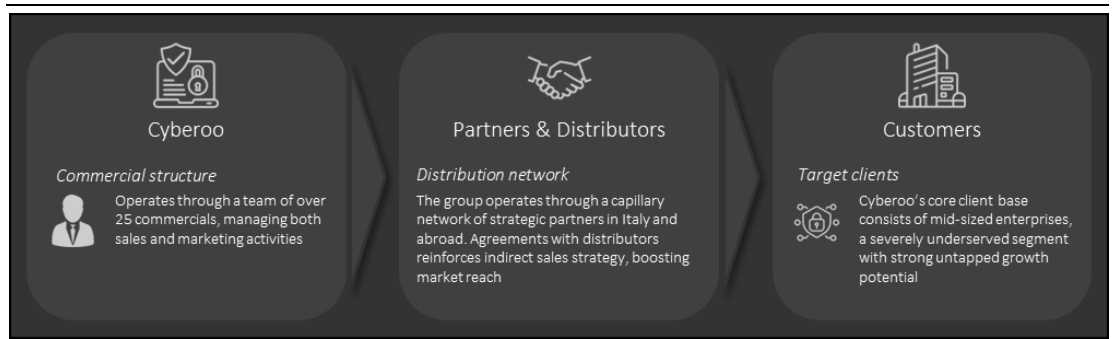 Cyberoo
Commercial structure
Operates through a team of over
25 commercials, managing both
sales and marketing activities
Partners & Distributors
Distribution network
The group operates through a capillary
network of strategic partners in Italy and
abroad. Agreements with distributors
reinforces indirect sales strategy, boosting
market reach
Customers
Target clients
Cyberoo’s core client base
consists of mid-sized enterprises,
a severely underserved segment
with strong untapped growth
potential